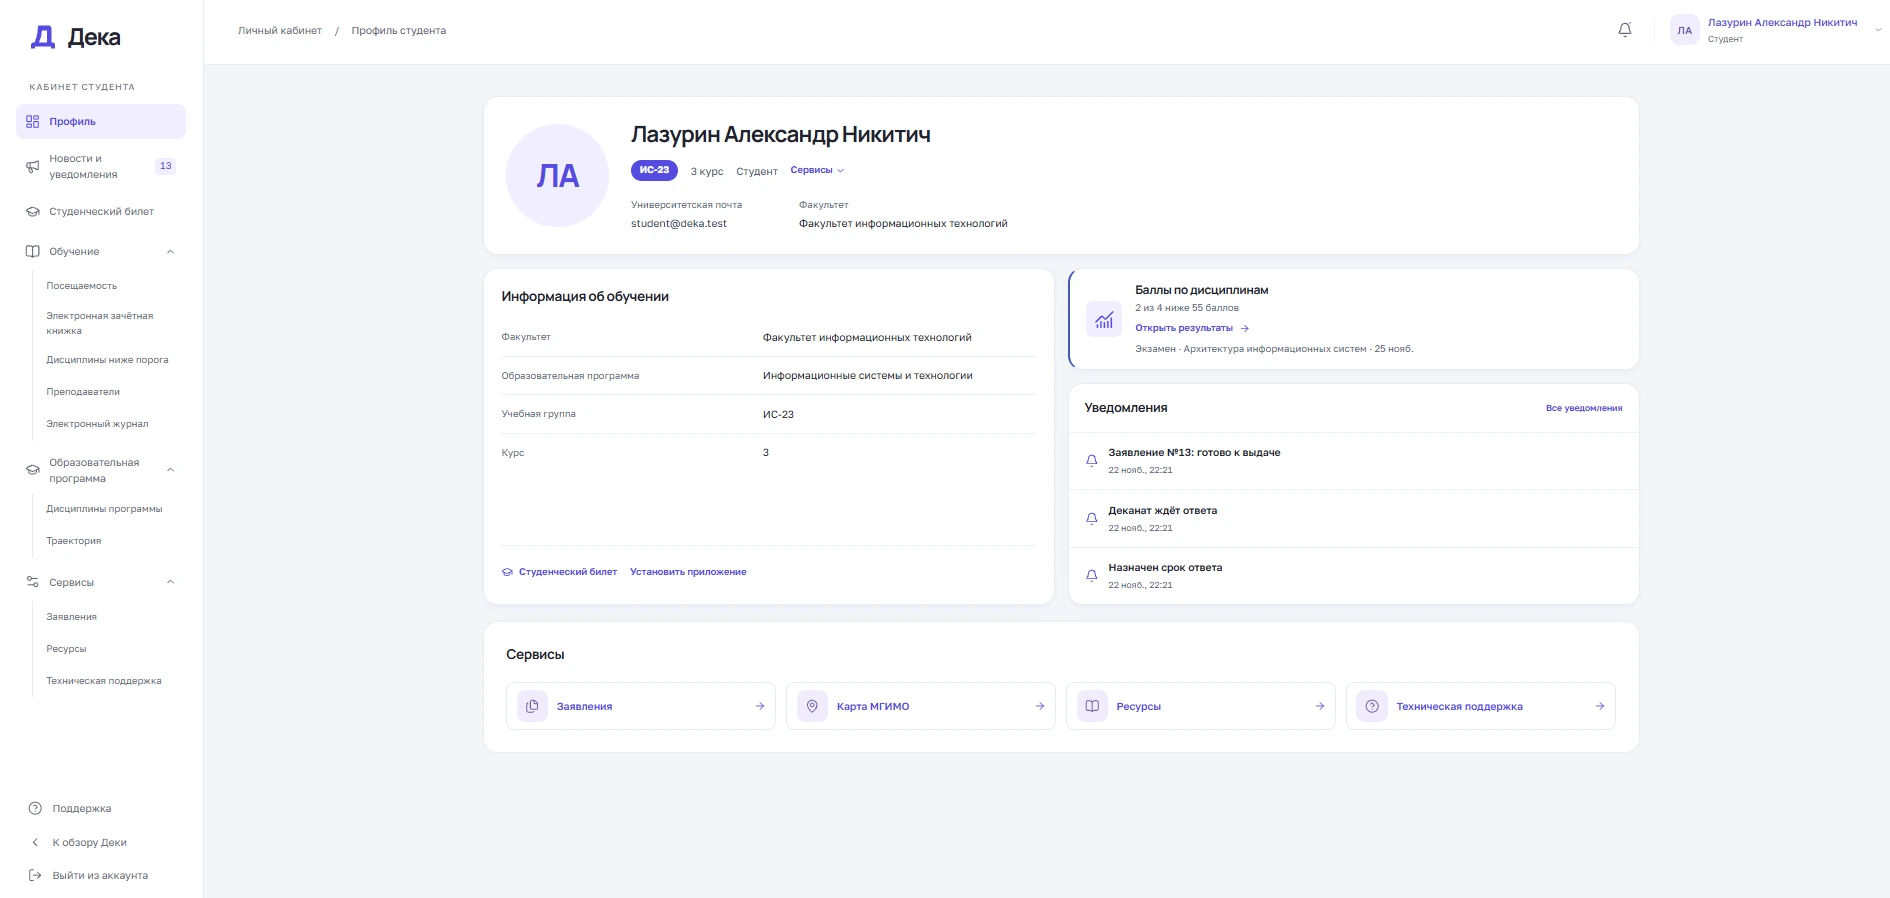 Дека
КАБИНЕТ СТУДЕНТА
Профиль
Новости и
уведомления
13
Студенческий билет
Обучение
Посещаемость
Электронная зачётная
книжка
Дисциплины ниже порога
Преподаватели
Электронный журнал
Образовательная
программа
Дисциплины программы
Траектория
Сервисы
Заявления
Ресурсы
Техническая поддержка
Поддержка
К обзору Деки
Выйти из аккаунта
Личный кабинет / Профиль студента
ЛА
Лазурин Александр Никитич
Студент
ЛА
Лазурин Александр Никитич
ИС-23 3 курс Студент Сервисы
Университетская почта
student@deka.test
Факультет
Факультет информационных технологий
Информация об обучении
Факультет Факультет информационных технологий
Образовательная программа Информационные системы и технологии
Учебная группа ИС-23
Курс 3
Студенческий билет Установить приложение
Баллы по дисциплинам
2 из 4 ниже 55 баллов
Открыть результаты
Экзамен · Архитектура информационных систем · 25 нояб.
Уведомления Все уведомления
Заявление №13: готово к выдаче
22 нояб., 22:21
Деканат ждёт ответа
22 нояб., 22:21
Назначен срок ответа
22 нояб., 22:21
Сервисы
Заявления
Карта МГИМО
Ресурсы
Техническая поддержка